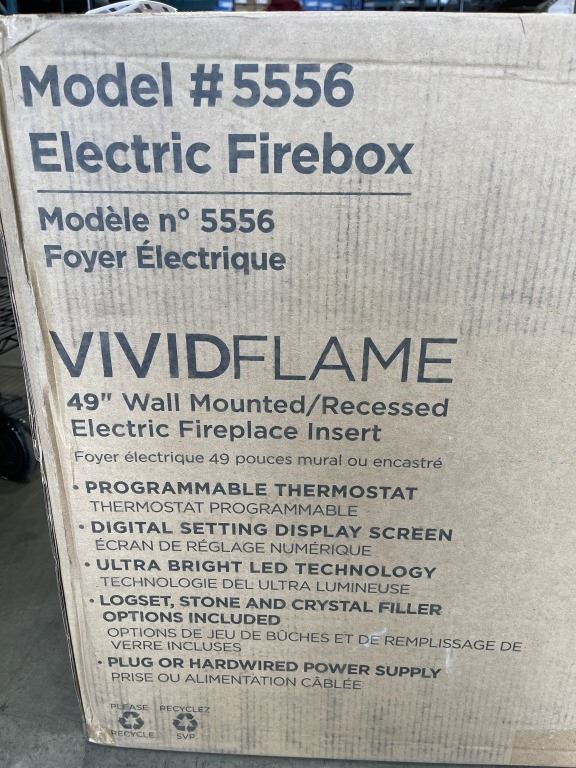 Model # 5556
Electric Firebox
Modèle n° 5556
Foyer Électrique
VIVIDFLAME
49" Wall Mounted/Recessed
Electric Fireplace Insert
Foyer électrique 49 pouces mural ou encastré
• PROGRAMMABLE THERMOSTAT
THERMOSTAT PROGRAMMABLE
• DIGITAL SETTING DISPLAY SCREEN
ÉCRAN DE RÉGLAGE NUMÉRIQUE
• ULTRA BRIGHT LED TECHNOLOGY
TECHNOLOGIE DEL ULTRA LUMINEUSE
• LOGSET, STONE AND CRYSTAL FILLER
OPTIONS INCLUDED
OPTIONS DE JEU DE BÛCHES ET DE REMPLISSAGE DE
VERRE INCLUSES
• PLUG OR HARDWIRED POWER SUPPLY
PRISE OU ALIMENTATION CÂBLÉE
PLEASE RECYCLEZ
RECYCLE SVP